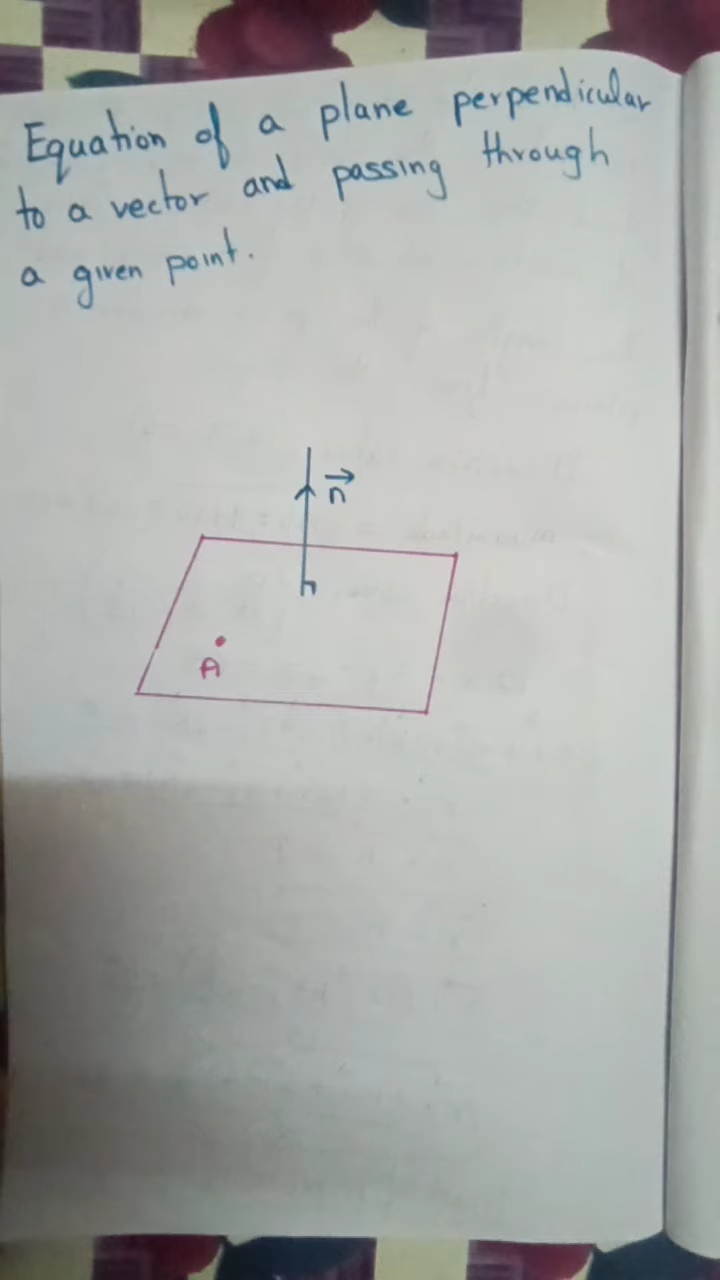 Equation of a plane perpendicular
to a vector and passing through
a given point.
n⃗
A